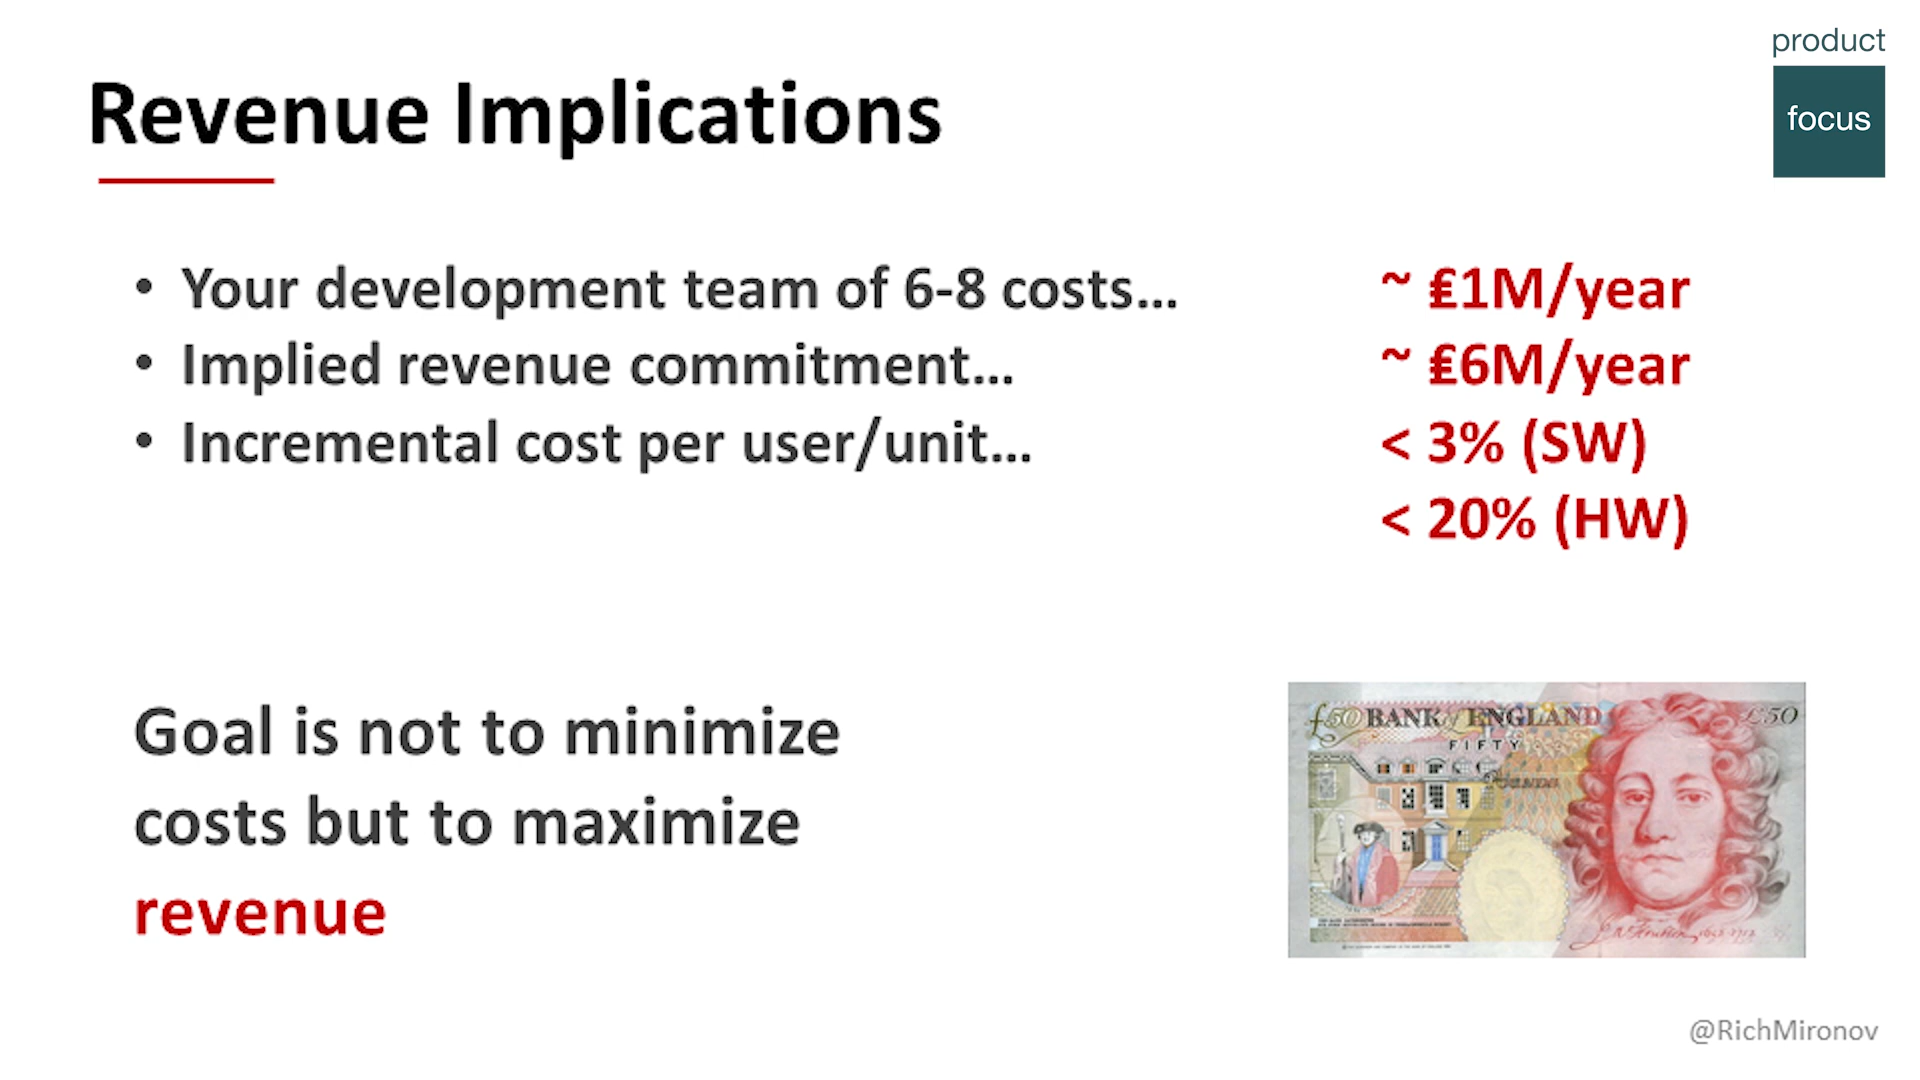 product
focus
Revenue Implications
• Your development team of 6-8 costs... ~ ₤1M/year
• Implied revenue commitment... ~ ₤6M/year
• Incremental cost per user/unit... < 3% (SW)
< 20% (HW)
Goal is not to minimize
costs but to maximize
revenue
£50 BANK of ENGLAND £50
FIFTY
@RichMironov